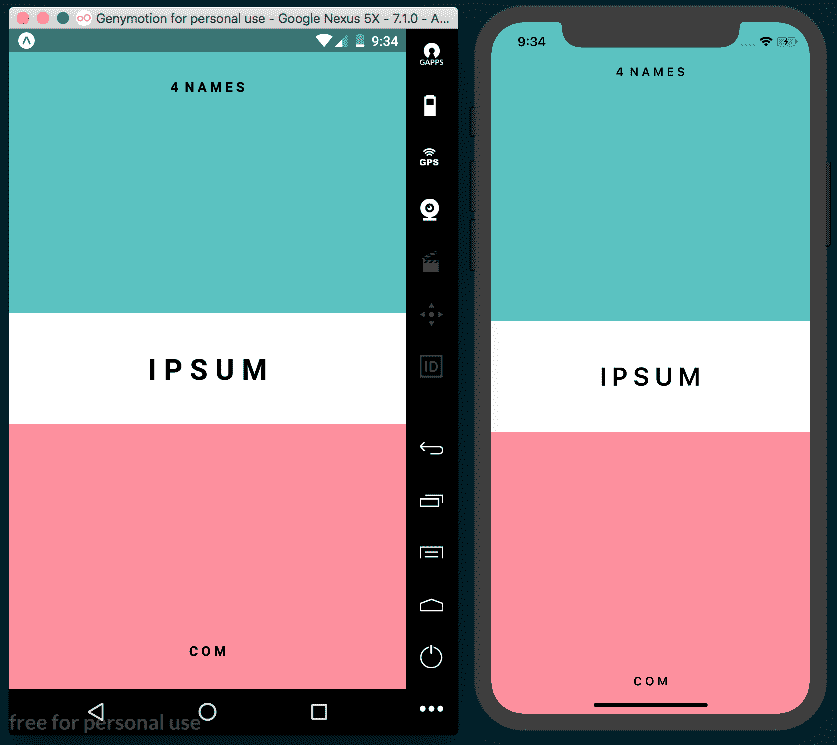 Genymotion for personal use - Google Nexus 5X - 7.1.0 - A...
9:34
4 NAMES
IPSUM
COM
GAPPS
GPS
ID
free for personal use
9:34
4 NAMES
IPSUM
COM